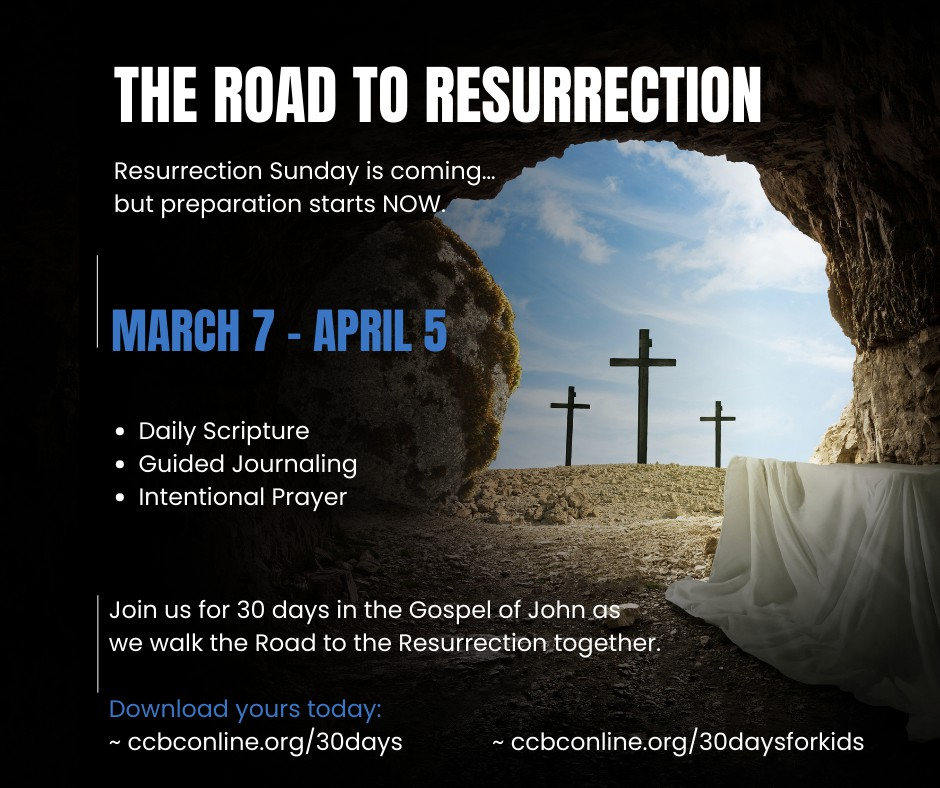 THE ROAD TO RESURRECTION
Resurrection Sunday is coming...
but preparation starts NOW.
MARCH 7 - APRIL 5
• Daily Scripture
• Guided Journaling
• Intentional Prayer
Join us for 30 days in the Gospel of John as
we walk the Road to the Resurrection together.
Download yours today:
~ ccbconline.org/30days ~ ccbconline.org/30daysforkids